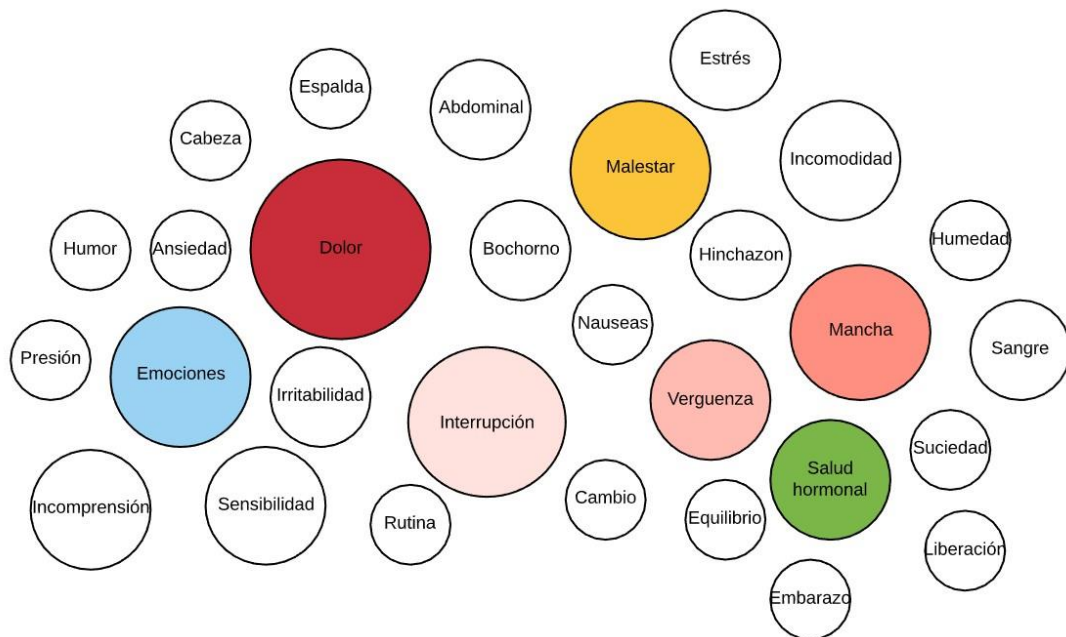 Estrés
Espalda
Abdominal
Cabeza
Malestar
Incomodidad
Humor
Ansiedad
Dolor
Bochorno
Hinchazon
Humedad
Nauseas
Mancha
Presión
Emociones
Sangre
Irritabilidad
Interrupción
Verguenza
Suciedad
Salud
hormonal
Incomprensión
Sensibilidad
Rutina
Cambio
Equilibrio
Liberación
Embarazo